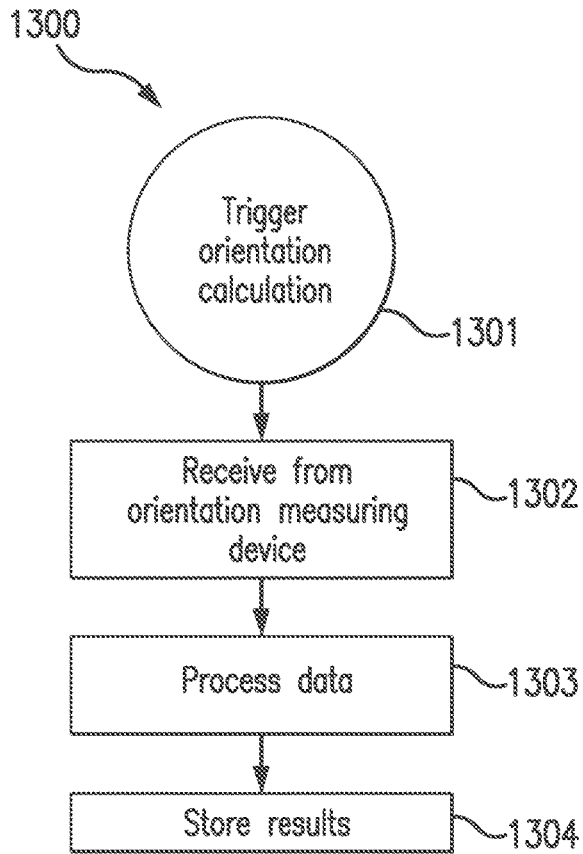 1300
Trigger
orientation
calculation
1301
Receive from
orientation measuring
device
1302
Process data
1303
Store results
1304